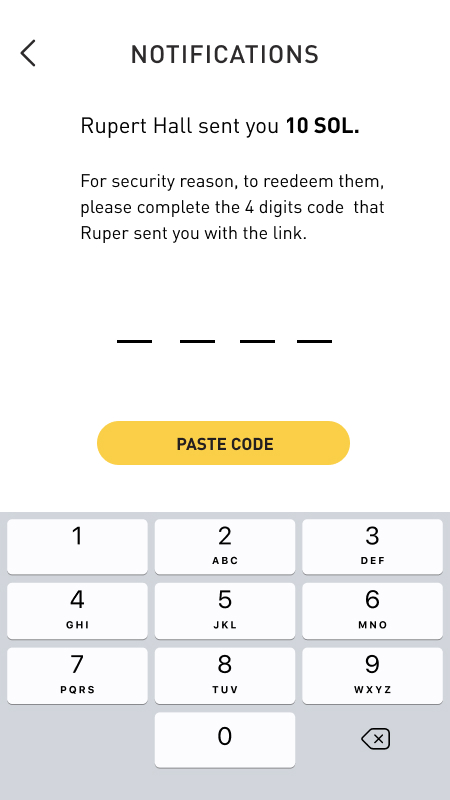 NOTIFICATIONS
Rupert Hall sent you 10 SOL.
For security reason, to reedeem them,
please complete the 4 digits code  that
Ruper sent you with the link.
PASTE CODE
1 2 3
ABC DEF
4 5 6
GHI JKL MNO
7 8 9
PQRS TUV WXYZ
0